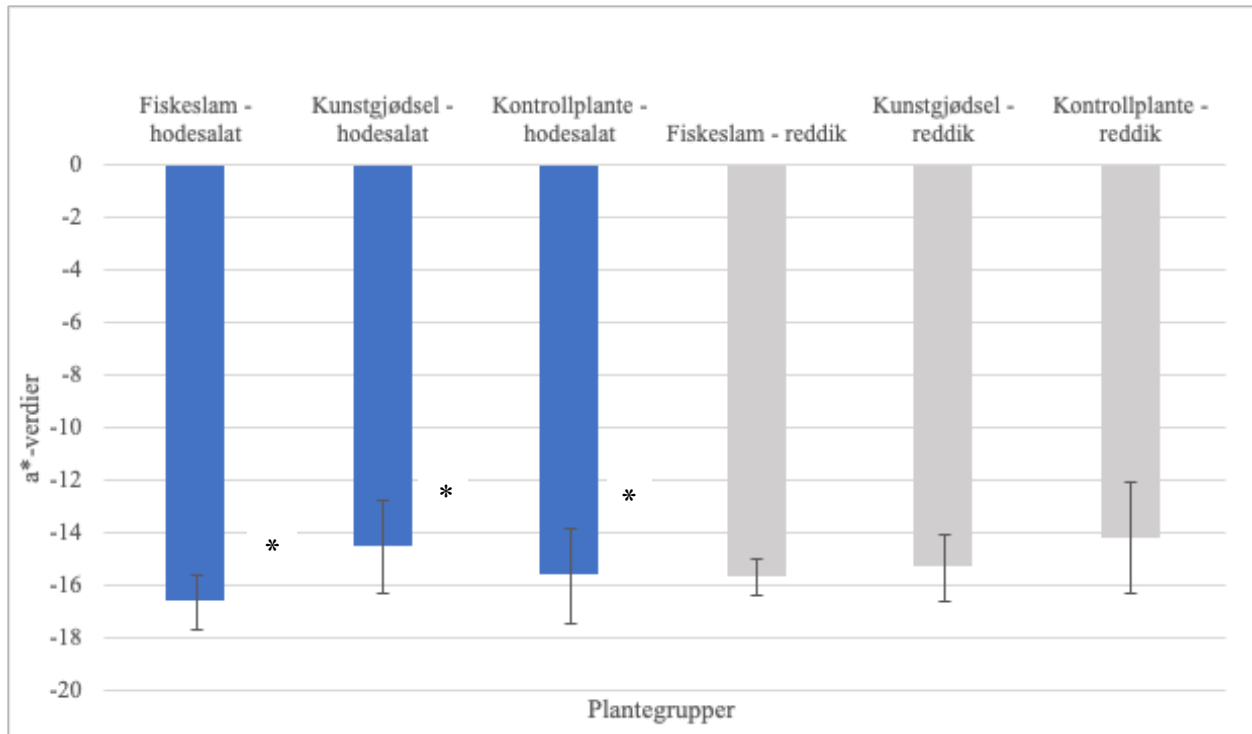 Fiskeslam -
hodesalat
Kunstgjødsel -
hodesalat
Kontrollplante -
hodesalat
Fiskeslam - reddik
Kunstgjødsel -
reddik
Kontrollplante -
reddik
0
-2
-4
-6
-8
-10
-12
-14
-16
-18
-20
a*-verdier
*
*
*
Plantegrupper